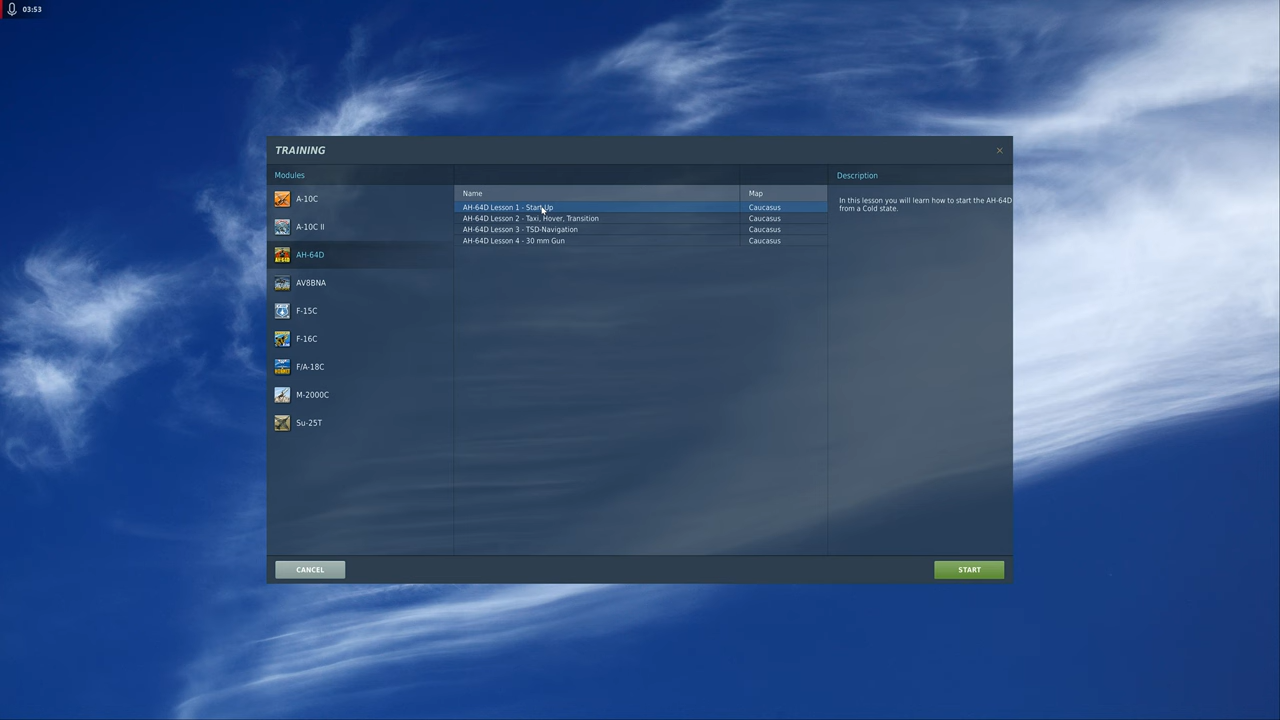 03:53
TRAINING
×
Modules
Description
A-10C
A-10C II
AH-64D
AV8BNA
F-15C
F-16C
F/A-18C
M-2000C
Su-25T
Name Map
AH-64D Lesson 1 - Start Up Caucasus
AH-64D Lesson 2 - Taxi, Hover, Transition Caucasus
AH-64D Lesson 3 - TSD-Navigation Caucasus
AH-64D Lesson 4 - 30 mm Gun Caucasus
In this lesson you will learn how to start the AH-64D
from a Cold state.
CANCEL
START